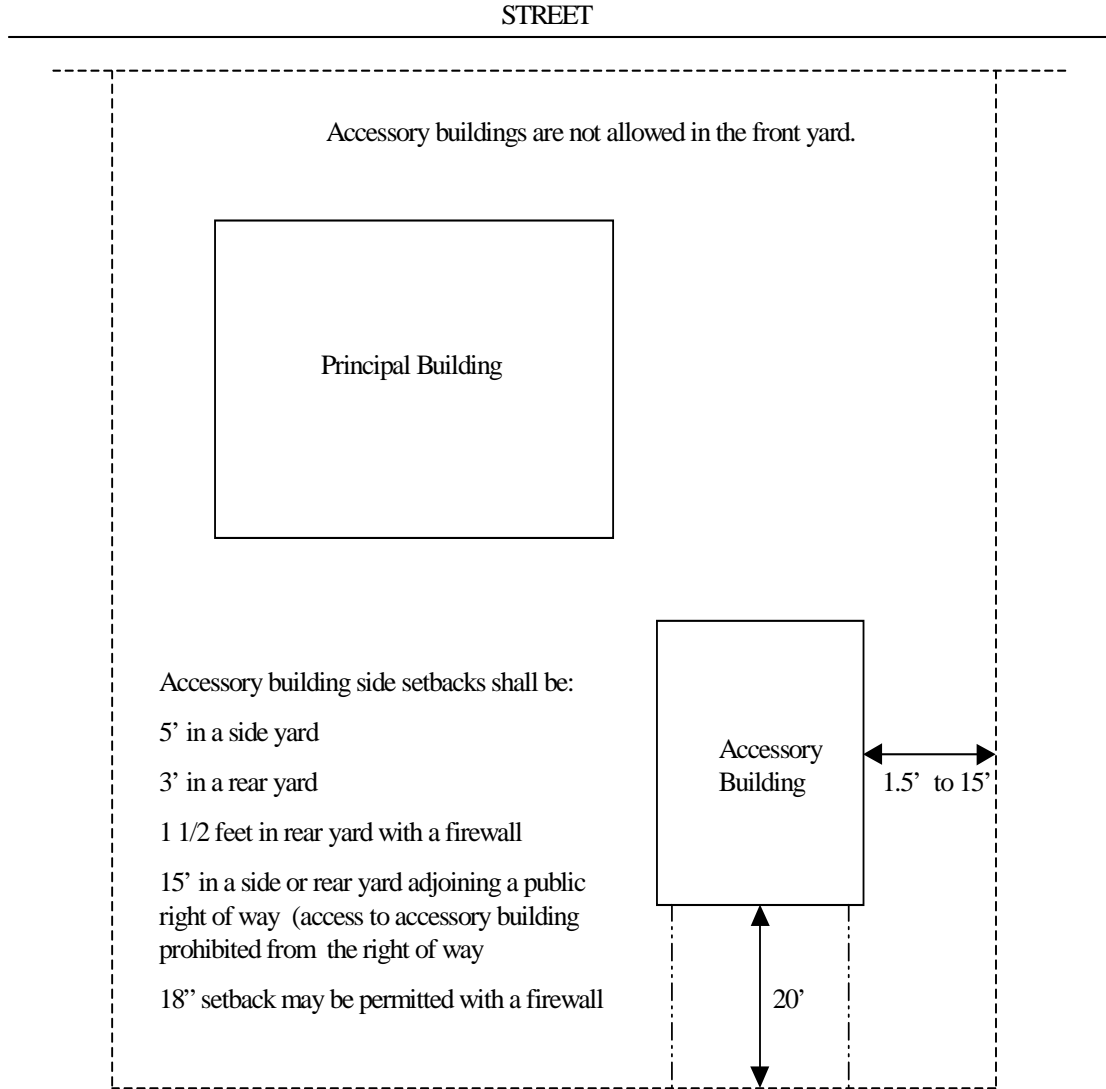 STREET
Accessory buildings are not allowed in the front yard.
Principal Building
Accessory building side setbacks shall be:
5’ in a side yard
3’ in a rear yard
1 1/2 feet in rear yard with a firewall
15’ in a side or rear yard adjoining a public
right of way (access to accessory building
prohibited from the right of way
18” setback may be permitted with a firewall
Accessory
Building
1.5’ to 15’
20’